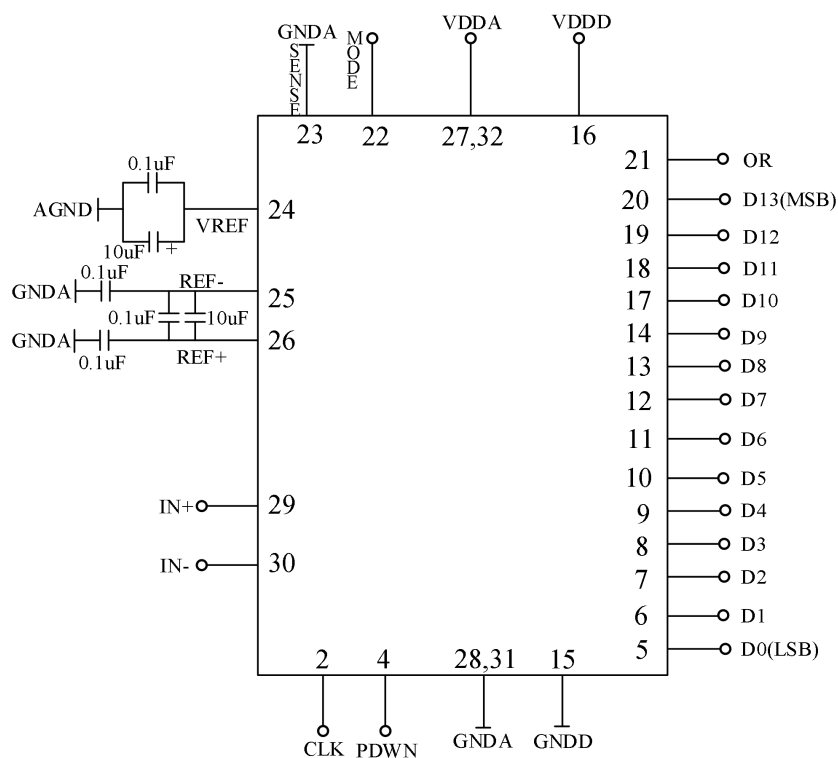 GNDA
SENSE
MODE
VDDA
VDDD
23
22
27,32
16
21
OR
0.1uF
20
D13(MSB)
AGND
VREF
24
19
D12
10uF
+
18
D11
0.1uF
REF-
GNDA
25
17
D10
0.1uF
10uF
14
D9
GNDA
26
REF+
0.1uF
13
D8
12
D7
11
D6
10
D5
IN+
29
9
D4
8
D3
IN-
30
7
D2
6
D1
5
D0(LSB)
2
4
28,31
15
CLK
PDWN
GNDA
GNDD